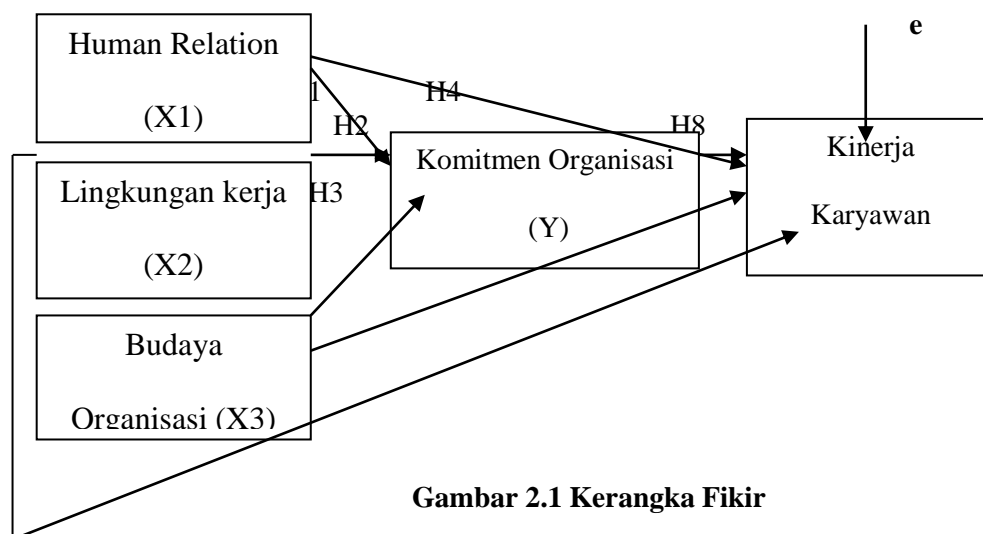 e
Human Relation
(X1)
1
H4
H2
H8
Komitmen Organisasi
(Y)
Kinerja
Karyawan
Lingkungan kerja
(X2)
H3
Budaya
Organisasi (X3)
Gambar 2.1 Kerangka Fikir